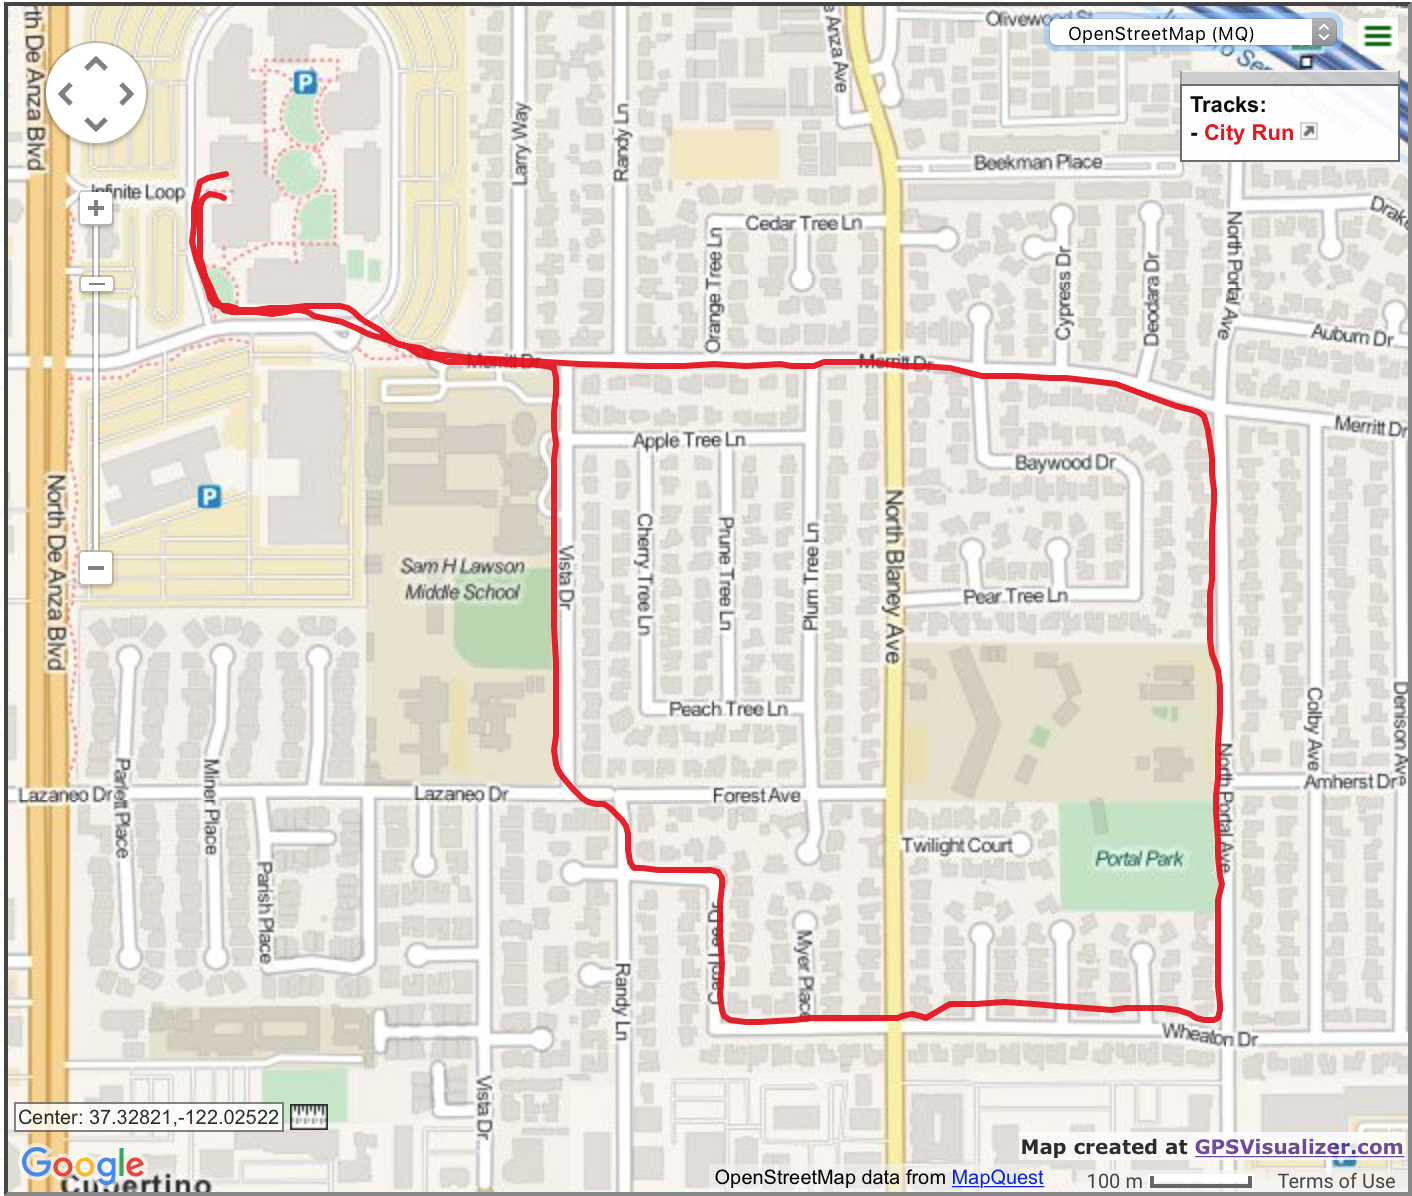 Olivewood St
OpenStreetMap (MQ)
North De Anza Blvd
Tracks:
- City Run
Larry Way
Randy Ln
Beekman Place
Infinite Loop
Cedar Tree Ln
Orange Tree Ln
Cypress Dr
Deodara Dr
North Portal Ave
Auburn Dr
Merritt Dr
Merritt Dr
Merritt Dr
Apple Tree Ln
Baywood Dr
North De Anza Blvd
Sam H Lawson
Middle School
Vista Dr
Cherry Tree Ln
Prune Tree Ln
Plum Tree Ln
North Blaney Ave
Pear Tree Ln
Peach Tree Ln
Colby Ave
Denison Ave
North Portal Ave
Amherst Dr
Lazaneo Dr
Parlett Place
Miner Place
Lazaneo Dr
Forest Ave
Twilight Court
Portal Park
Parish Place
Myer Place
Randy Ln
Wheaton Dr
Vista Dr
Center: 37.32821,-122.02522
Map created at GPSVisualizer.com
Google
Cupertino
OpenStreetMap data from MapQuest
100 m
Terms of Use